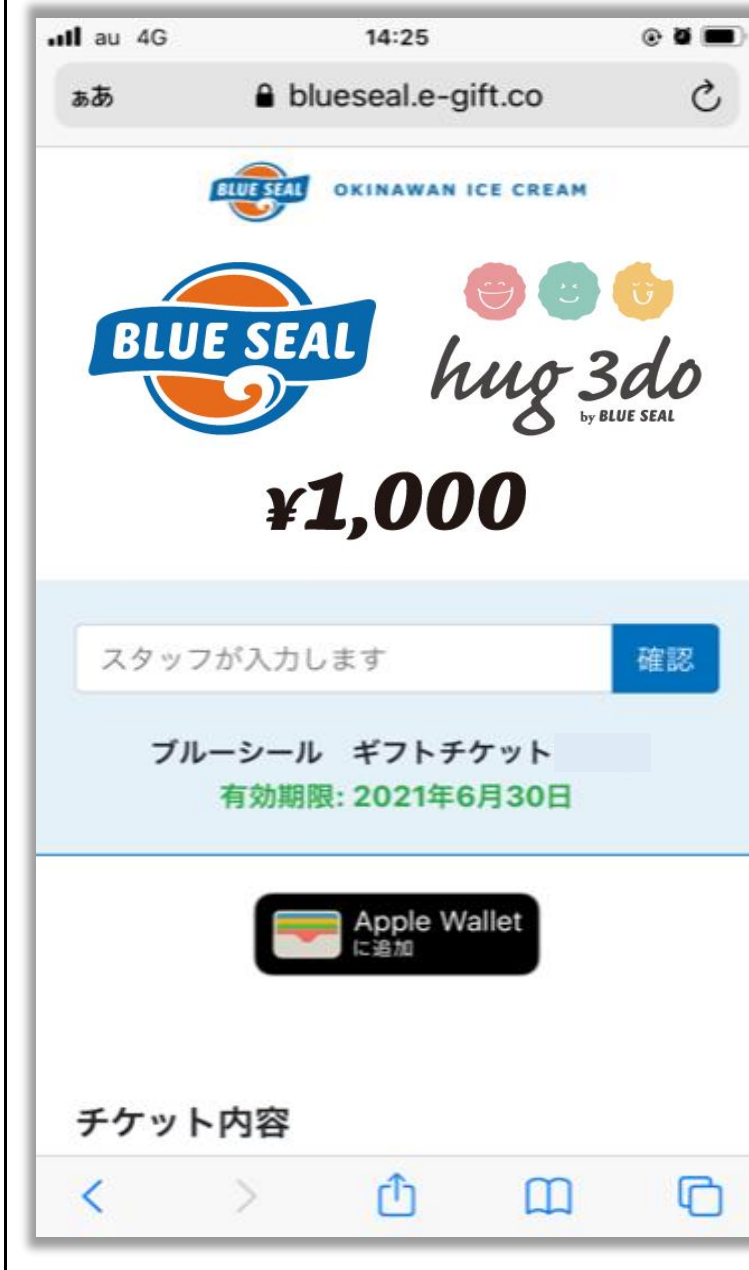 au 4G 14:25
ぁあ blueseal.e-gift.co
BLUE SEAL OKINAWAN ICE CREAM
BLUE SEAL
hug 3do
by BLUE SEAL
¥1,000
スタッフが入力します 確認
ブルーシール　ギフトチケット
有効期限: 2021年6月30日
Apple Wallet
に追加
チケット内容